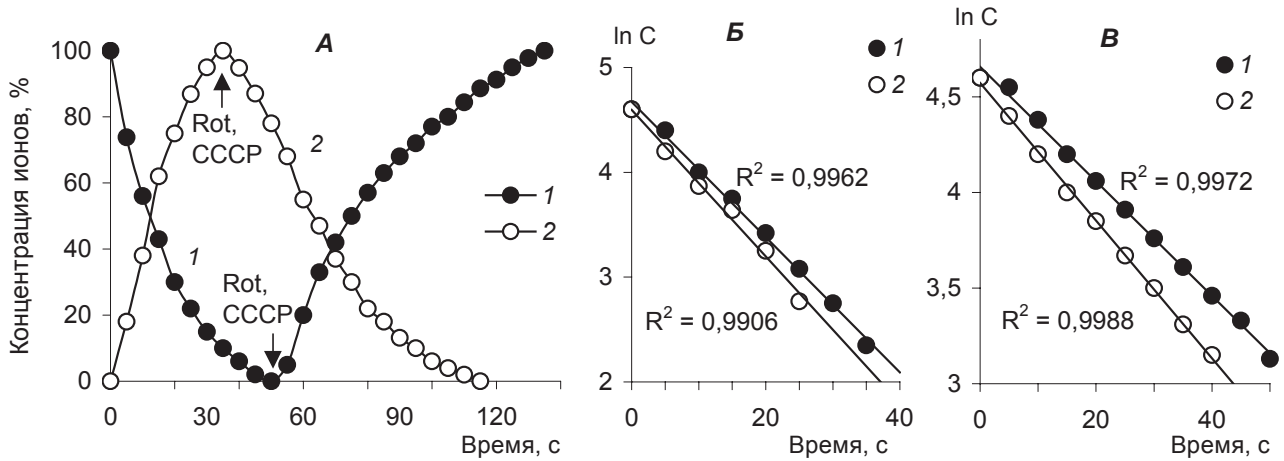 А
Концентрация ионов, %
100
80
60
40
20
0
0
30
60
90
120
Время, с
Rot,
CCCP
2
1
Rot,
CCCP
1
2
Б
ln C
5
4
3
2
0
20
40
Время, с
1
2
R² = 0,9962
R² = 0,9906
В
ln C
4,5
4
3,5
3
0
20
40
Время, с
1
2
R² = 0,9972
R² = 0,9988